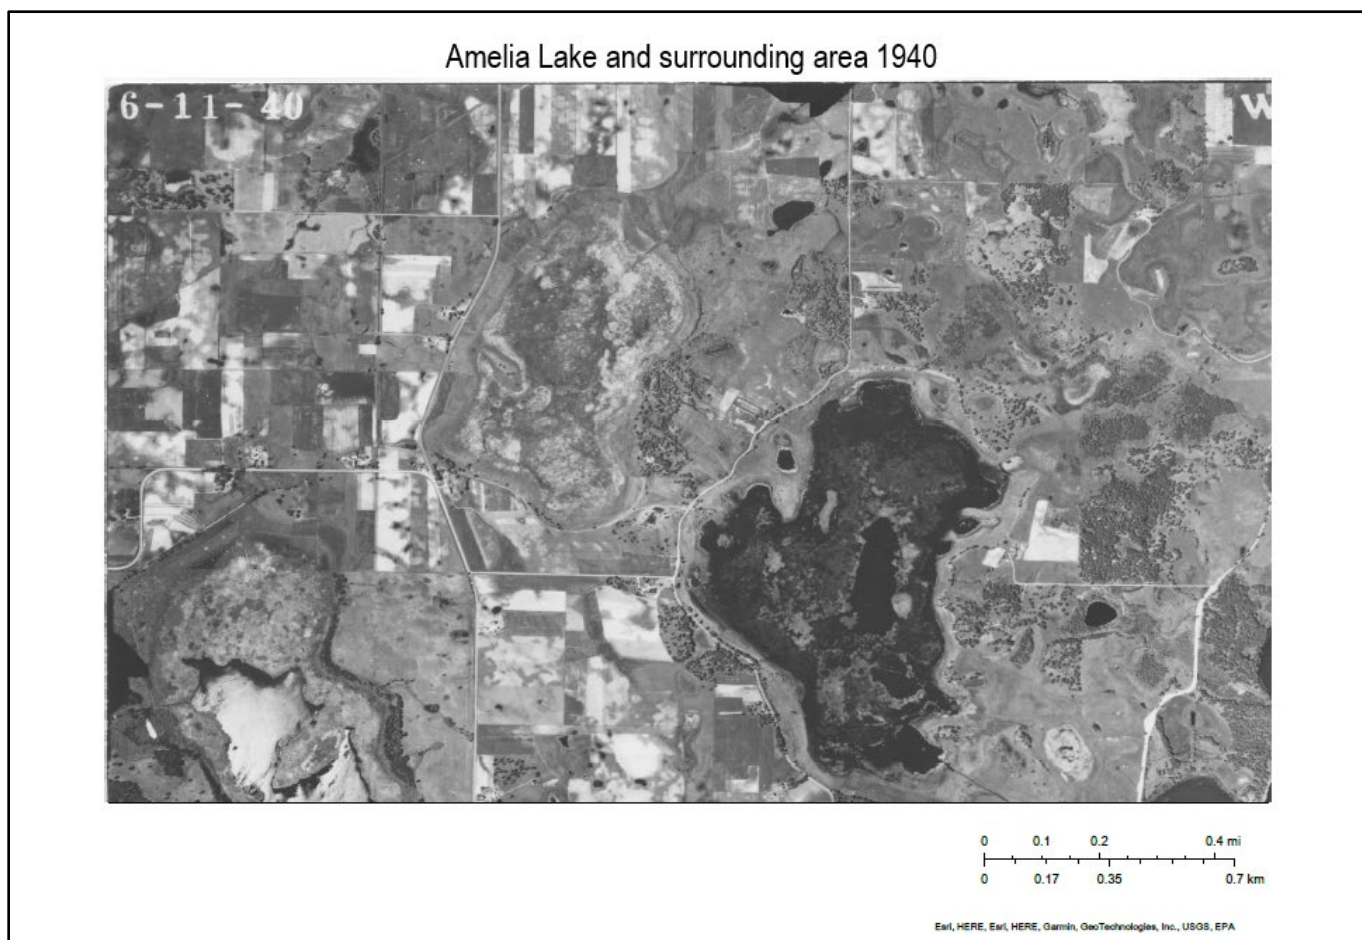 Amelia Lake and surrounding area 1940
6-11-40
W
0 0.1 0.2 0.4 mi
0 0.17 0.35 0.7 km
Esri, HERE, Esri, HERE, Garmin, GeoTechnologies, Inc., USGS, EPA